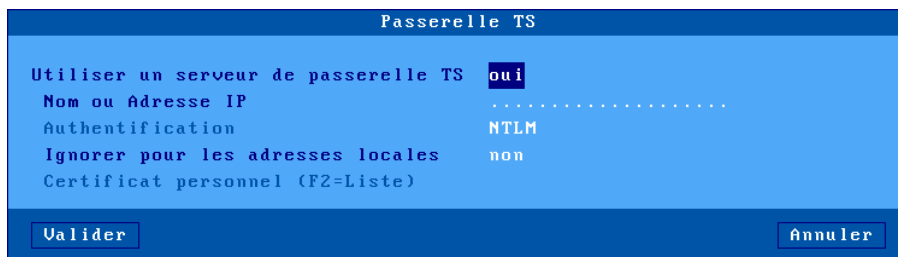 Passerelle TS
Utiliser un serveur de passerelle TS oui
Nom ou Adresse IP ....................
Authentification NTLM
Ignorer pour les adresses locales non
Certificat personnel (F2=Liste)
Valider Annuler